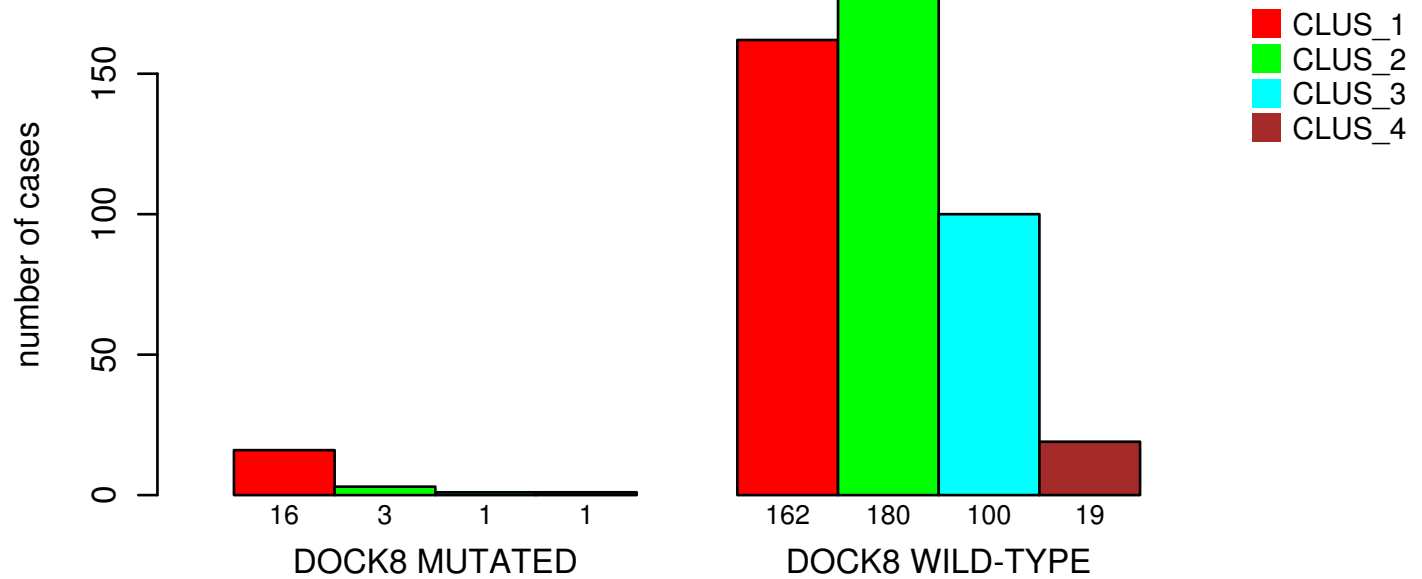 number of cases
150
100
50
0
16 3 1 1
162 180 100 19
DOCK8 MUTATED
DOCK8 WILD-TYPE
CLUS_1
CLUS_2
CLUS_3
CLUS_4